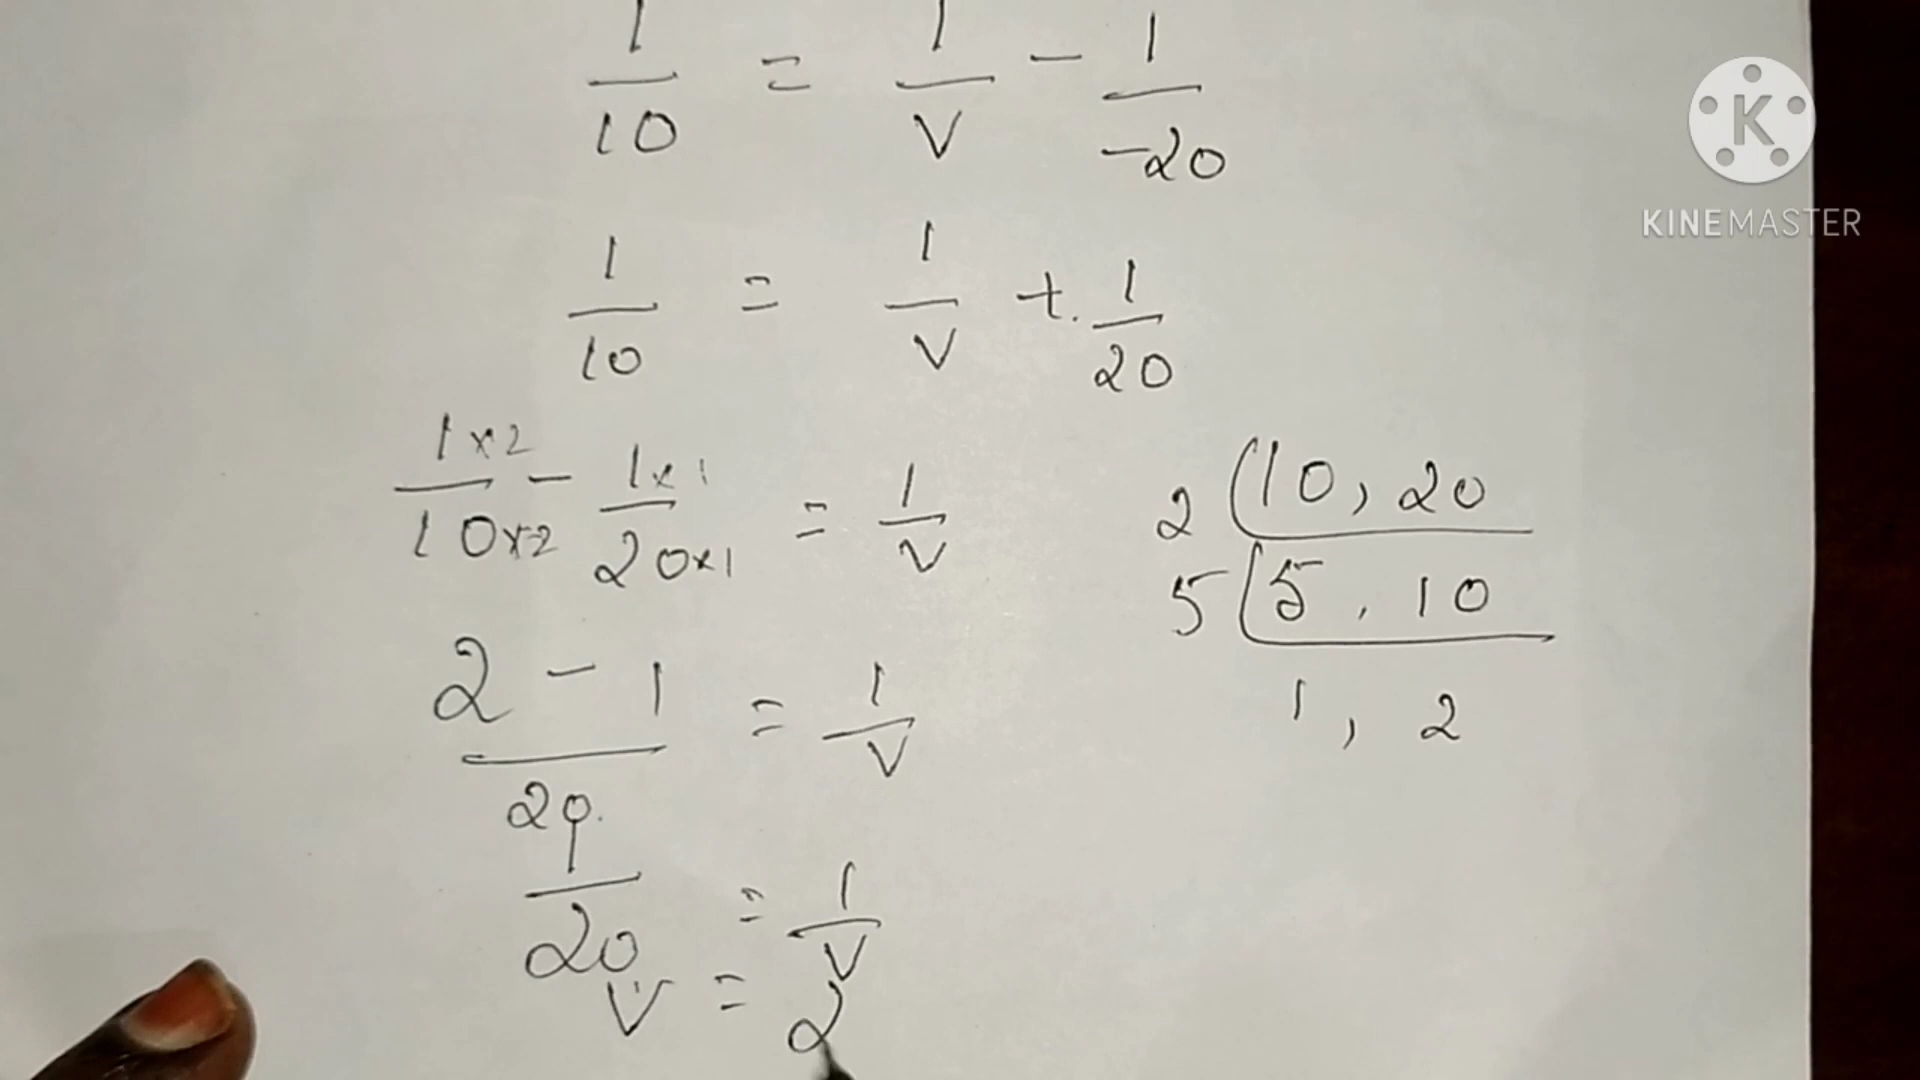 1/10 = 1/V - 1/-20
1/10 = 1/V + 1/20
1×2/10×2 - 1×1/20×1 = 1/V
2 - 1/20 = 1/V
1/20 = 1/V
V = 2
2 (10, 20
5 (5, 10
1, 2
K
KINEMASTER